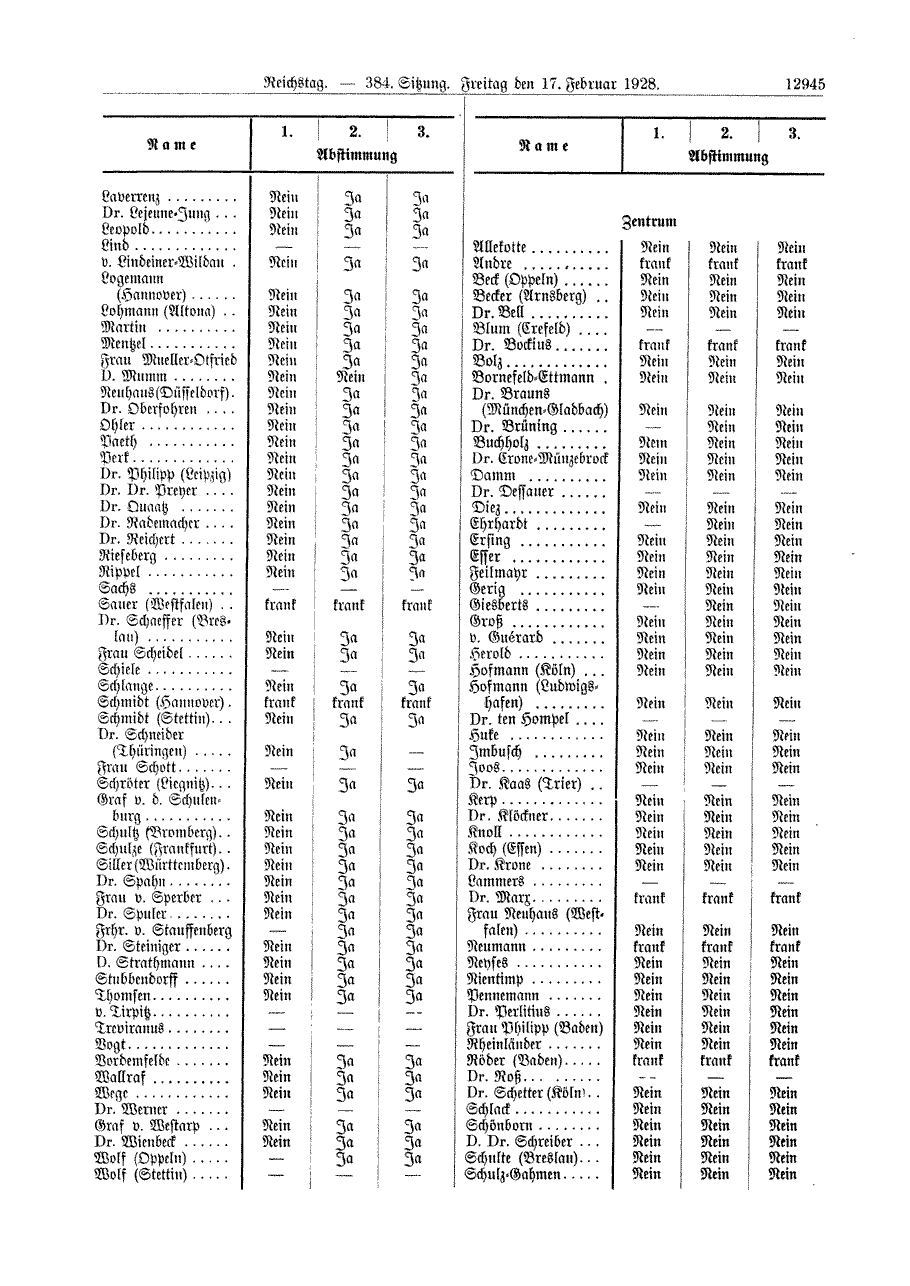 Reichstag. — 384. Sitzung. Freitag den 17. Februar 1928. 12945
Name 1. 2. 3.
Abstimmung
Laverrenz ......... Nein Ja Ja
Dr. Lejeune-Jung ... Nein Ja Ja
Leopold........... Nein Ja Ja
Lind ............. — — —
v. Lindeiner-Wildau . Nein Ja Ja
Logemann
(Hannover) ...... Nein Ja Ja
Lohmann (Altona) .. Nein Ja Ja
Martin .......... Nein Ja Ja
Mentzel ........... Nein Ja Ja
Frau Mueller-Otfried Nein Ja Ja
D. Mumm ........ Nein Nein Ja
Neuhaus(Düsseldorf). Nein Ja Ja
Dr. Oberfohren .... Nein Ja Ja
Ohler ............ Nein Ja Ja
Paeth ........... Nein Ja Ja
Perk ............. Nein Ja Ja
Dr. Philipp (Leipzig) Nein Ja Ja
Dr. Dr. Preyer .... Nein Ja Ja
Dr. Quaatz ....... Nein Ja Ja
Dr. Rademacher .... Nein Ja Ja
Dr. Reichert ....... Nein Ja Ja
Rieseberg ......... Nein Ja Ja
Rippel ........... Nein Ja Ja
Sachs ........... — — —
Sauer (Westfalen) .. krank krank krank
Dr. Schaeffer (Bres-
lau) ........... Nein Ja Ja
Frau Scheidel ...... Nein Ja Ja
Schiele ........... — — —
Schlange.......... Nein Ja Ja
Schmidt (Hannover). krank krank krank
Schmidt (Stettin)... Nein Ja Ja
Dr. Schneider
(Thüringen) ..... Nein Ja —
Frau Schott....... — — —
Schröter (Liegnitz)... Nein Ja Ja
Graf v. d. Schulen-
burg ........... Nein Ja Ja
Schultz (Bromberg).. Nein Ja Ja
Schulze (Frankfurt).. Nein Ja Ja
Siller (Württemberg). Nein Ja Ja
Dr. Spahn ........ Nein Ja Ja
Frau v. Sperber ... Nein Ja Ja
Dr. Spuler ........ Nein Ja Ja
Frhr. v. Stauffenberg — Ja Ja
Dr. Steiniger ...... Nein Ja Ja
D. Strathmann .... Nein Ja Ja
Stubbendorff ...... Nein Ja Ja
Thomsen.......... Nein Ja Ja
v. Tirpitz.......... — — —
Treviranus........ — — —
Vogt............. — — —
Vordemfelde ....... Nein Ja Ja
Wallraf .......... Nein Ja Ja
Wege ............ Nein Ja Ja
Dr. Werner ....... — — —
Graf v. Westarp ... Nein Ja Ja
Dr. Wienbeck ...... Nein Ja Ja
Wolf (Oppeln) ..... — Ja Ja
Wolf (Stettin) ..... — — —
Name 1. 2. 3.
Abstimmung
Zentrum
Allekotte .......... Nein Nein Nein
Andre ........... krank krank krank
Beck (Oppeln) ...... Nein Nein Nein
Becker (Arnsberg) .. Nein Nein Nein
Dr. Bell .......... Nein Nein Nein
Blum (Crefeld) .... — — —
Dr. Bockius ....... krank krank krank
Bolz ............. Nein Nein Nein
Bornefeld-Ettmann . Nein Nein Nein
Dr. Brauns
(München-Gladbach) Nein Nein Nein
Dr. Brüning ...... — Nein Nein
Buchholz ......... Nein Nein Nein
Dr. Crone-Münzebrock Nein Nein Nein
Damm .......... Nein Nein Nein
Dr. Dessauer ...... — — —
Diez ............. Nein Nein Nein
Ehrhardt ......... — Nein Nein
Ersing ........... Nein Nein Nein
Esser ............ Nein Nein Nein
Feilmayr ......... Nein Nein Nein
Gerig ............ Nein Nein Nein
Giesberts ......... — Nein Nein
Groß ............ Nein Nein Nein
v. Guérard ....... Nein Nein Nein
Herold ........... Nein Nein Nein
Hofmann (Köln) ... Nein Nein Nein
Hofmann (Ludwigs-
hafen) ......... Nein Nein Nein
Dr. ten Hompel .... — — —
Huke ............ Nein Nein Nein
Imbusch ......... Nein Nein Nein
Joos............. Nein Nein Nein
Dr. Kaas (Trier) .. — — —
Kerp ............. Nein Nein Nein
Dr. Klöckner....... Nein Nein Nein
Knoll ............ Nein Nein Nein
Koch (Essen) ....... Nein Nein Nein
Dr. Krone ........ Nein Nein Nein
Lammers ......... — — —
Dr. Marx ......... krank krank krank
Frau Neuhaus (West-
falen) .......... Nein Nein Nein
Neumann ......... krank krank krank
Neyses ........... Nein Nein Nein
Nientimp ......... Nein Nein Nein
Pennemann ....... Nein Nein Nein
Dr. Perlitius ...... Nein Nein Nein
Frau Philipp (Baden) Nein Nein Nein
Rheinländer ....... Nein Nein Nein
Röder (Baden)..... krank krank krank
Dr. Roß... ...... — — —
Dr. Schetter (Köln).. Nein Nein Nein
Schlack ........... Nein Nein Nein
Schönborn ........ Nein Nein Nein
D. Dr. Schreiber ... Nein Nein Nein
Schulte (Breslau)... Nein Nein Nein
Schulz-Gahmen ..... Nein Nein Nein